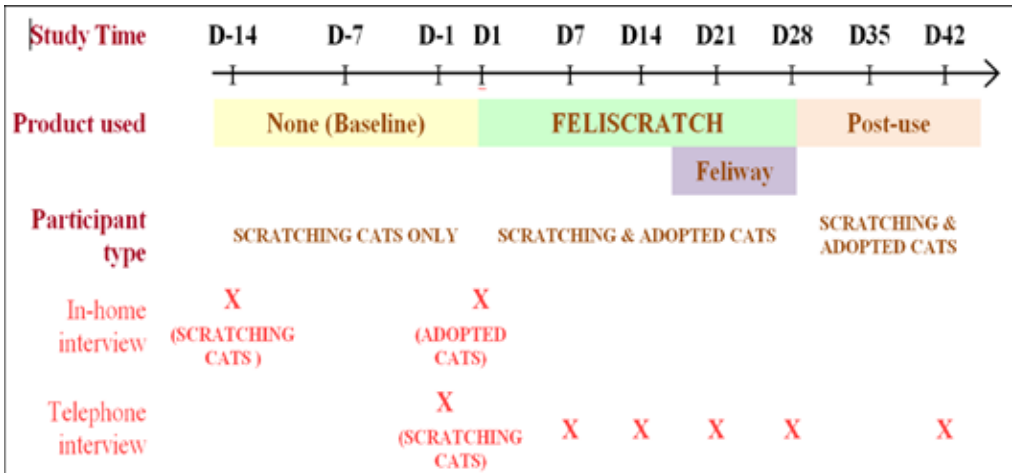 Study Time D-14 D-7 D-1 D1 D7 D14 D21 D28 D35 D42
Product used None (Baseline) FELISCRATCH Post-use
Feliway
Participant type
SCRATCHING CATS ONLY
SCRATCHING & ADOPTED CATS
SCRATCHING &
ADOPTED CATS
In-home
interview
X
(SCRATCHING
CATS )
X
(ADOPTED
CATS)
Telephone
interview
X
(SCRATCHING
CATS)
X X X X X